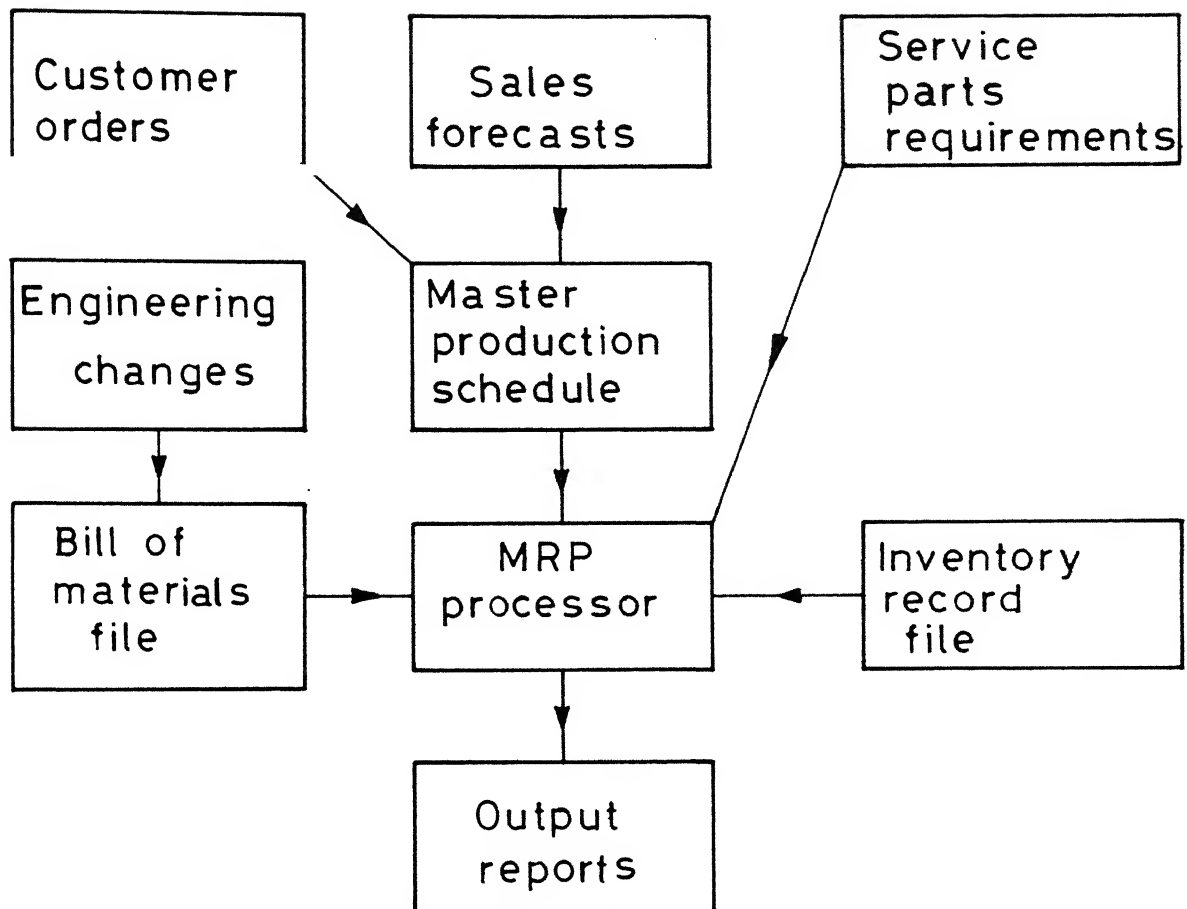 Customer
orders
Sales
forecasts
Service
parts
requirements
Engineering
changes
Master
production
schedule
Bill of
materials
file
MRP
processor
Inventory
record
file
Output
reports